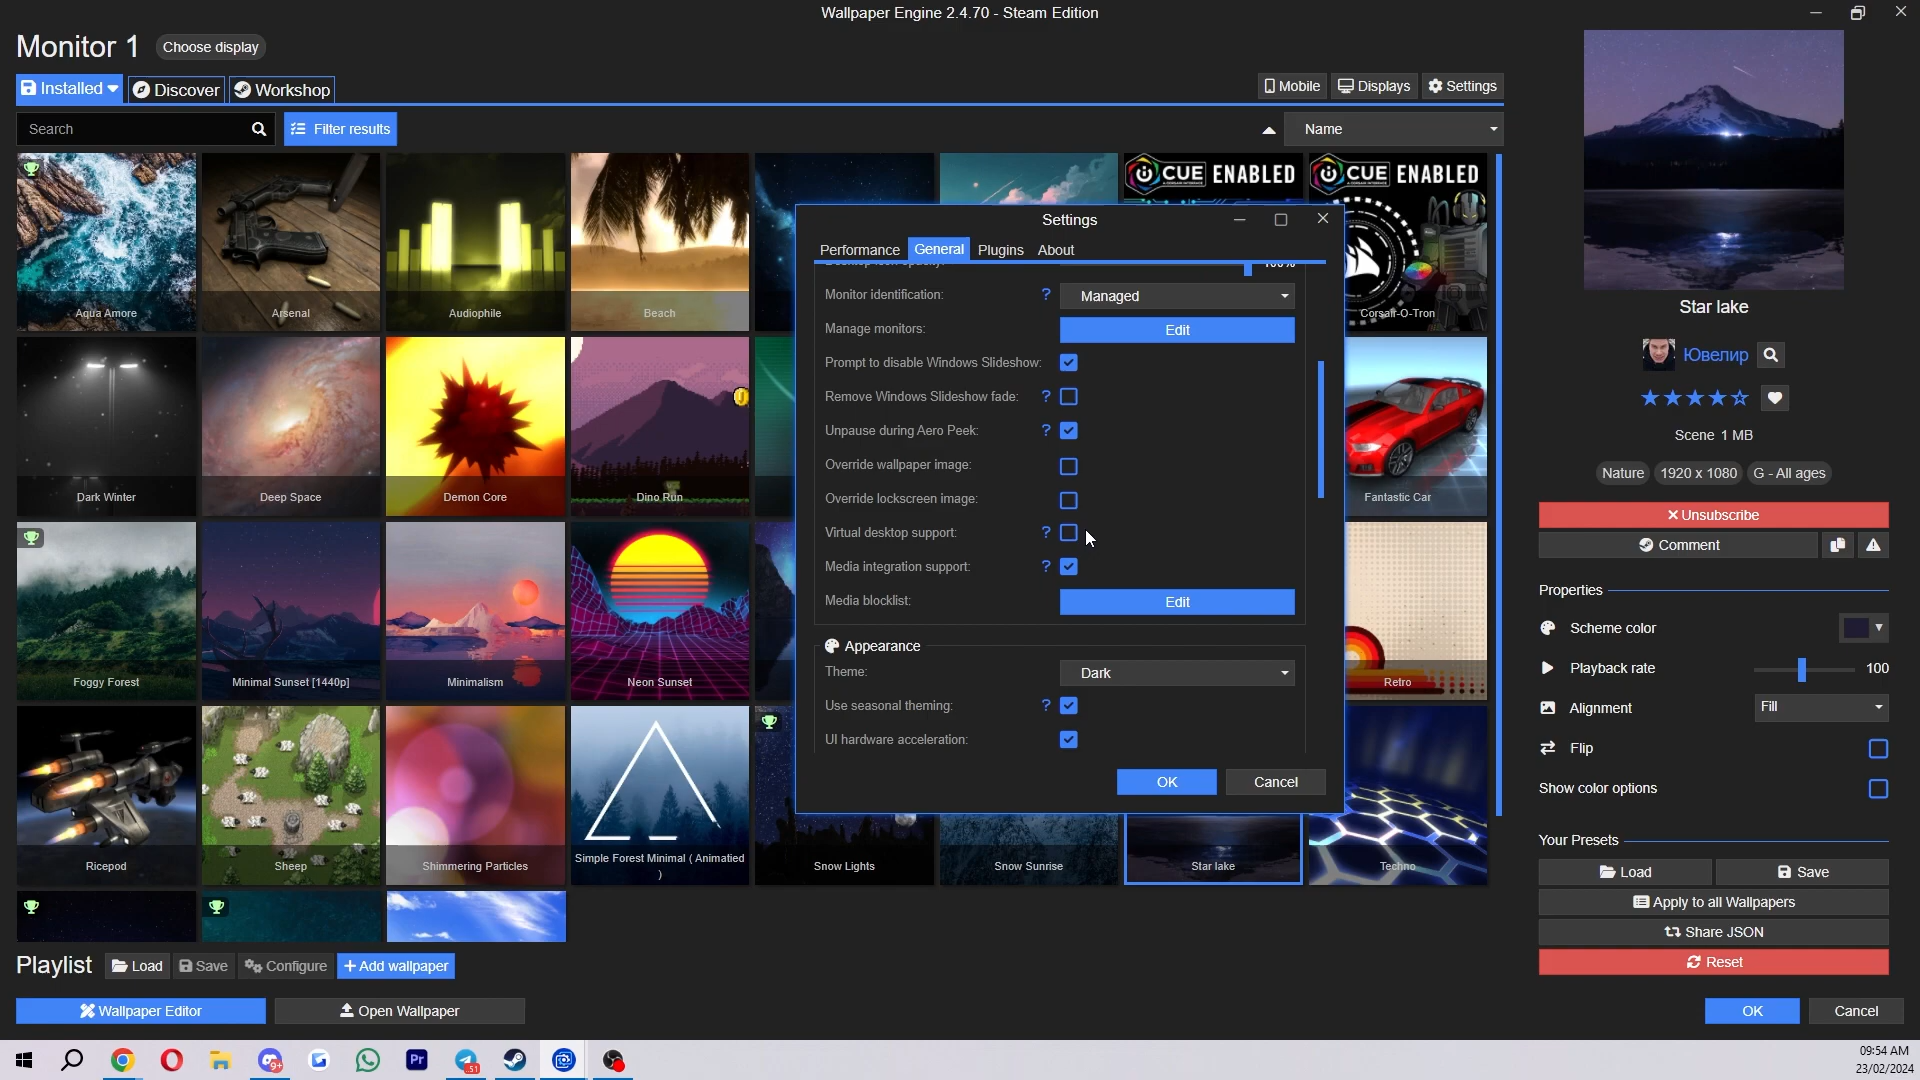 Wallpaper Engine 2.4.70 - Steam Edition
Monitor 1
Choose display
Installed
Discover
Workshop
Mobile
Displays
Settings
Search
Filter results
Name
Aqua Amore
Arsenal
Audiophile
Beach
CUE ENABLED
CUE ENABLED
Corsair-O-Tron
Dark Winter
Deep Space
Demon Core
Dino Run
Fantastic Car
Foggy Forest
Minimal Sunset [1440p]
Minimalism
Neon Sunset
Retro
Ricepod
Sheep
Shimmering Particles
Simple Forest Minimal ( Animatied
)
Snow Lights
Snow Sunrise
Star lake
Techno
Settings
Performance
General
Plugins
About
100%
Monitor identification:
?
Managed
Manage monitors:
Edit
Prompt to disable Windows Slideshow:
Remove Windows Slideshow fade:
?
Unpause during Aero Peek:
?
Override wallpaper image:
Override lockscreen image:
Virtual desktop support:
?
Media integration support:
?
Media blocklist:
Edit
Appearance
Theme:
Dark
Use seasonal theming:
?
UI hardware acceleration:
OK
Cancel
Star lake
Ювелир
Scene 1 MB
Nature
1920 x 1080
G - All ages
Unsubscribe
Comment
Properties
Scheme color
Playback rate
100
Alignment
Fill
Flip
Show color options
Your Presets
Load
Save
Apply to all Wallpapers
Share JSON
Reset
OK
Cancel
Playlist
Load
Save
Configure
Add wallpaper
Wallpaper Editor
Open Wallpaper
9+
Pr
51
09:54 AM
23/02/2024